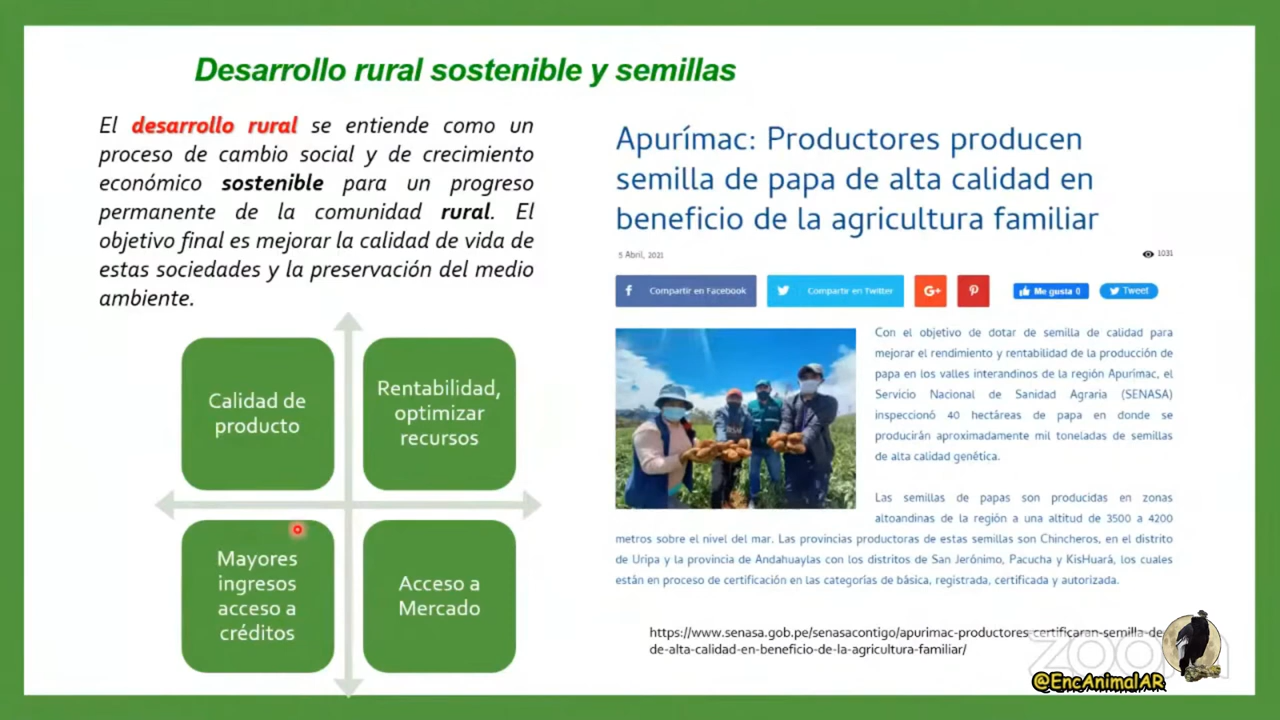 Desarrollo rural sostenible y semillas
El desarrollo rural se entiende como un
proceso de cambio social y de crecimiento
económico sostenible para un progreso
permanente de la comunidad rural. El
objetivo final es mejorar la calidad de vida de
estas sociedades y la preservación del medio
ambiente.
Calidad de
producto
Rentabilidad,
optimizar
recursos
Mayores
ingresos
acceso a
créditos
Acceso a
Mercado
Apurímac: Productores producen
semilla de papa de alta calidad en
beneficio de la agricultura familiar
5 Abril, 2021
1031
Compartir en Facebook
Compartir en Twitter
G+
Me gusta 0
Tweet
Con el objetivo de dotar de semilla de calidad para
mejorar el rendimiento y rentabilidad de la producción de
papa en los valles interandinos de la región Apurímac, el
Servicio Nacional de Sanidad Agraria (SENASA)
inspeccionó 40 hectáreas de papa en donde se
producirán aproximadamente mil toneladas de semillas
de alta calidad genética.
Las semillas de papas son producidas en zonas
altoandinas de la región a una altitud de 3500 a 4200
metros sobre el nivel del mar. Las provincias productoras de estas semillas son Chincheros, en el distrito
de Uripa y la provincia de Andahuaylas con los distritos de San Jerónimo, Pacucha y KisHuará, los cuales
están en proceso de certificación en las categorías de básica, registrada, certificada y autorizada.
https://www.senasa.gob.pe/senasacontigo/apurimac-productores-certificaran-semilla-de-
de-alta-calidad-en-beneficio-de-la-agricultura-familiar/
zoom
@EncAnimalAR